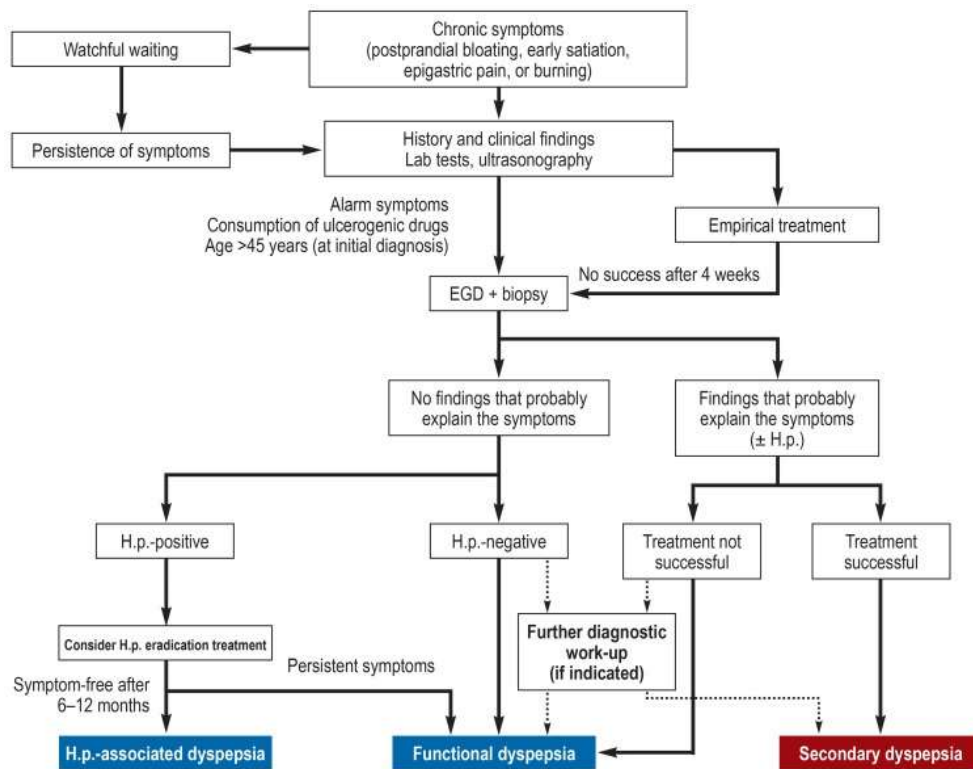 Chronic symptoms
(postprandial bloating, early satiation,
epigastric pain, or burning)
Watchful waiting
Persistence of symptoms
History and clinical findings
Lab tests, ultrasonography
Alarm symptoms
Consumption of ulcerogenic drugs
Age >45 years (at initial diagnosis)
Empirical treatment
No success after 4 weeks
EGD + biopsy
No findings that probably
explain the symptoms
Findings that probably
explain the symptoms
(± H.p.)
H.p.-positive
H.p.-negative
Treatment not
successful
Treatment
successful
Consider H.p. eradication treatment
Further diagnostic
work-up
(if indicated)
Persistent symptoms
Symptom-free after
6–12 months
H.p.-associated dyspepsia
Functional dyspepsia
Secondary dyspepsia